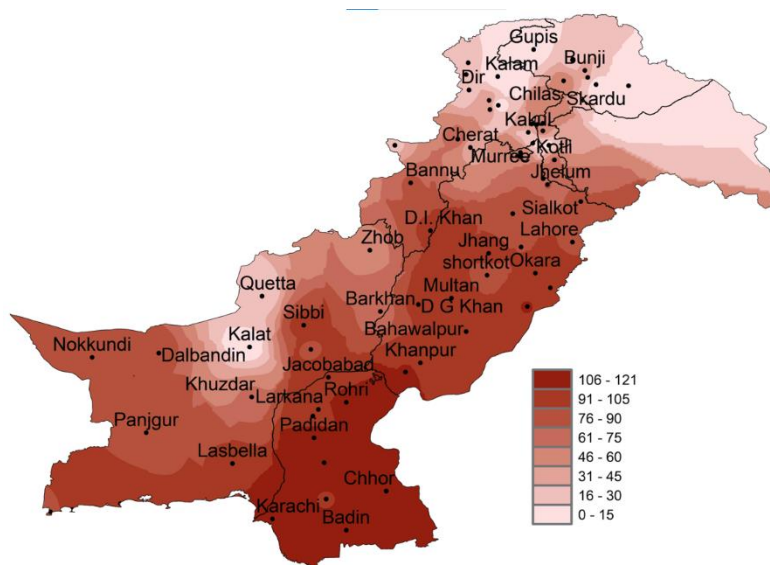 Gupis
Bunji
Kalam
Dir
Chilas
Skardu
Kakul
Cherat
Kotli
Murree
Jhelum
Bannu
Sialkot
D.I. Khan
Lahore
Zhob
Jhang
shortkot
Okara
Quetta
Multan
Barkhan
D G Khan
Sibbi
Bahawalpur
Kalat
Nokkundi
Dalbandin
Khanpur
Jacobabad
Khuzdar
Rohri
Larkana
Panjgur
Padidan
Lasbella
Chhor
Karachi
Badin
106 - 121
91 - 105
76 - 90
61 - 75
46 - 60
31 - 45
16 - 30
0 - 15